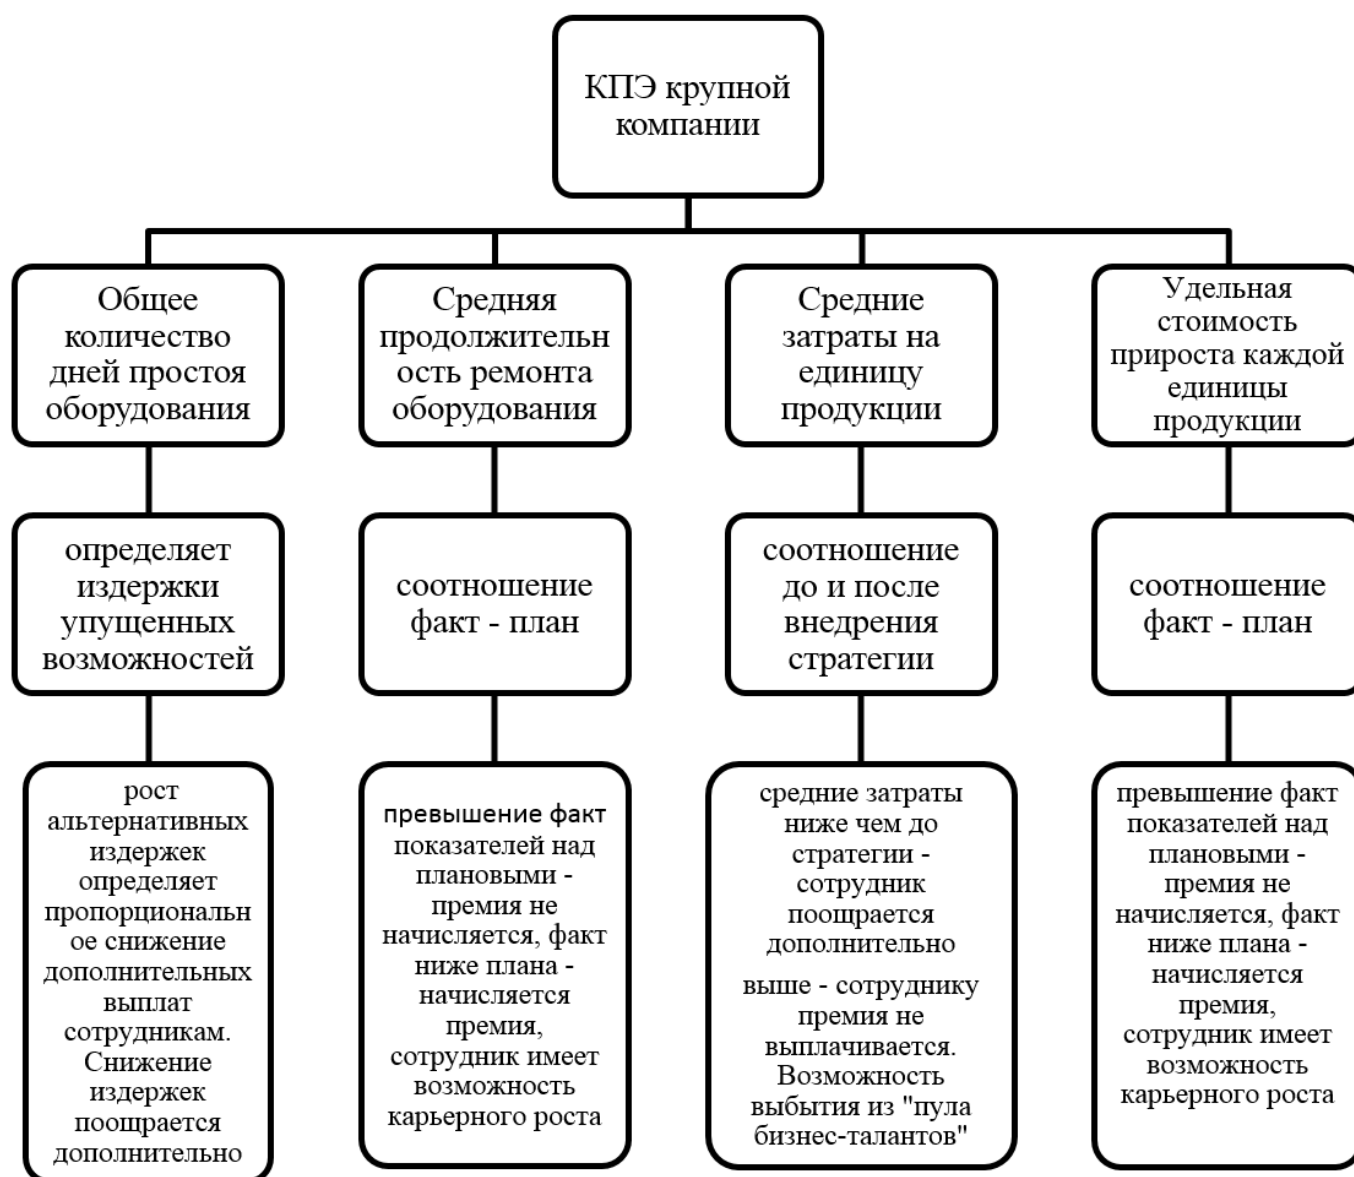 КПЭ крупной
компании
Общее
количество
дней простоя
оборудования
Средняя
продолжительн
ость ремонта
оборудования
Средние
затраты на
единицу
продукции
Удельная
стоимость
прироста каждой
единицы
продукции
определяет
издержки
упущенных
возможностей
соотношение
факт - план
соотношение
до и после
внедрения
стратегии
соотношение
факт - план
рост
альтернативных
издержек
определяет
пропорциональн
ое снижение
дополнительных
выплат
сотрудникам.
Снижение
издержек
поощрается
дополнительно
превышение факт
показателей над
плановыми -
премия не
начисляется, факт
ниже плана -
начисляется
премия,
сотрудник имеет
возможность
карьерного роста
средние затраты
ниже чем до
стратегии -
сотрудник
поощрается
дополнительно
выше - сотруднику
премия не
выплачивается.
Возможность
выбытия из "пула
бизнес-талантов"
превышение факт
показателей над
плановыми -
премия не
начисляется, факт
ниже плана -
начисляется
премия,
сотрудник имеет
возможность
карьерного роста